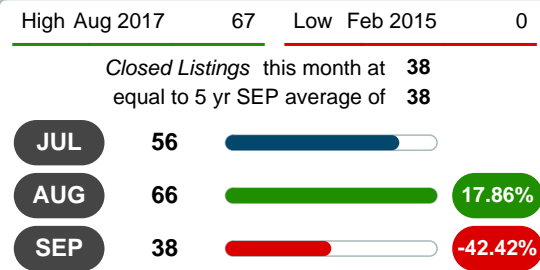 High Aug 2017 67 Low Feb 2015 0
Closed Listings this month at 38
equal to 5 yr SEP average of 38
JUL 56
AUG 66 17.86%
SEP 38 -42.42%